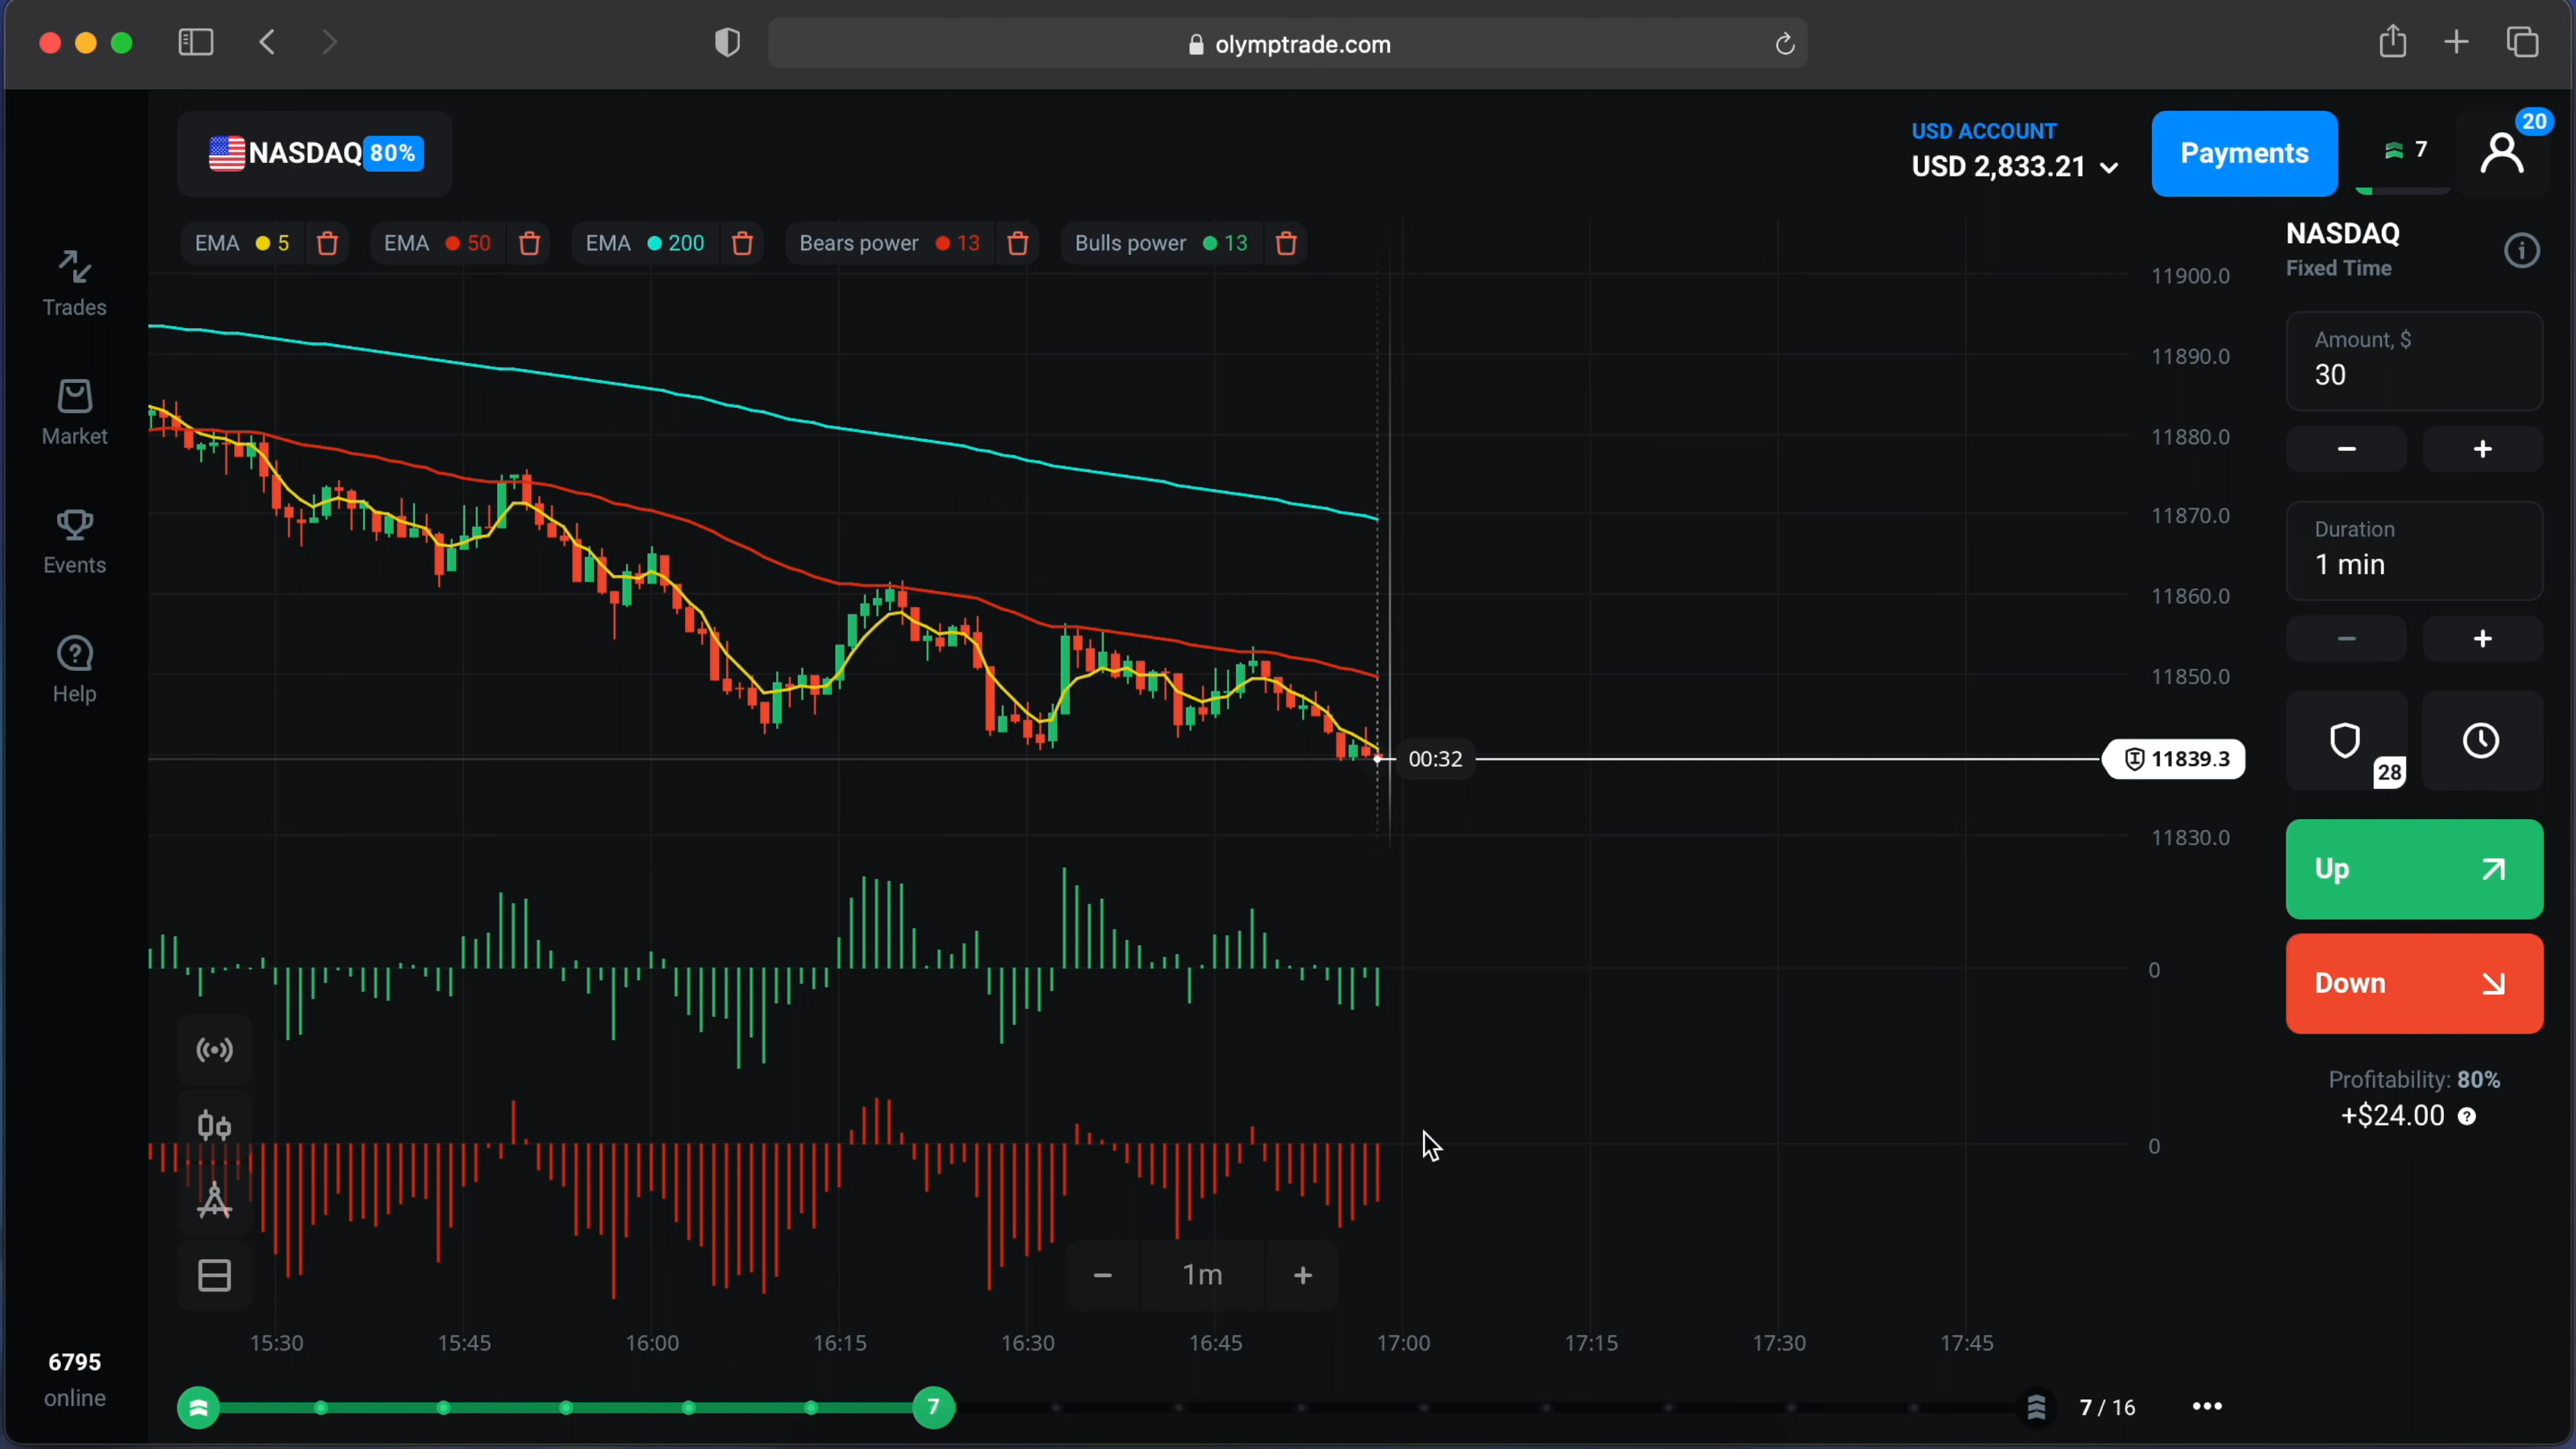 olymptrade.com
NASDAQ 80%
USD ACCOUNT
USD 2,833.21
Payments
7
20
EMA 5
EMA 50
EMA 200
Bears power 13
Bulls power 13
Trades
Market
Events
Help
6795
online
11900.0
11890.0
11880.0
11870.0
11860.0
11850.0
00:32
11839.3
11830.0
0
0
1m
15:30
15:45
16:00
16:15
16:30
16:45
17:00
17:15
17:30
17:45
7
7 / 16
NASDAQ
Fixed Time
Amount, $
30
Duration
1 min
28
Up
Down
Profitability: 80%
+$24.00